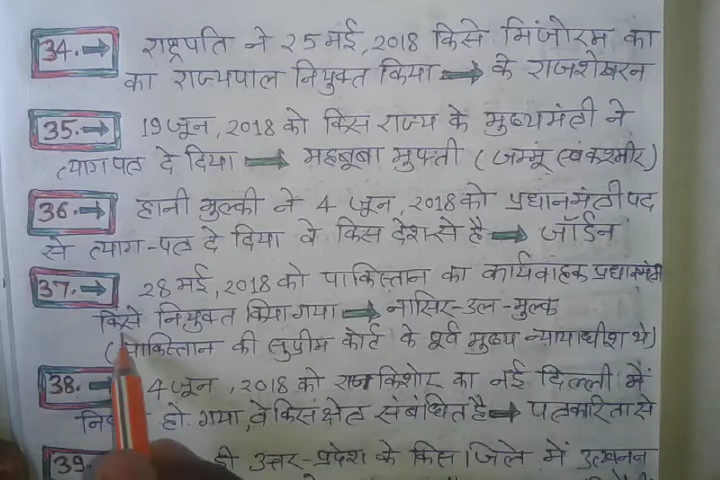 34.→ राष्ट्रपति ने 25 मई, 2018 किसे मिजोरम का
का राज्यपाल नियुक्त किया → के राजशेखरन
35.→ 19 जून, 2018 को किस राज्य के मुख्यमंत्री ने
त्यागपत्र दे दिया → महबूबा मुफ्ती (जम्मूं एवं कश्मीर)
36.→ हानी मुल्की ने 4 जून, 2018 को प्रधानमंत्री पद
से त्याग-पत्र दे दिया वे किस देश से है → जॉर्डन
37.→ 28 मई, 2018 को पाकिस्तान का कार्यवाहक प्रधानमंत्री
किसे नियुक्त किया गया → नासिर-उल-मुल्क
(पाकिस्तान की सुप्रीम कोर्ट के पूर्व मुख्य न्यायाधीश थे)
38. 4 जून, 2018 को राज किशोर का नई दिल्ली में
हो गया, वे किस क्षेत्र संबंधित है → पत्रकारिता से
39. उत्तर-प्रदेश के किस जिले में उत्खनन